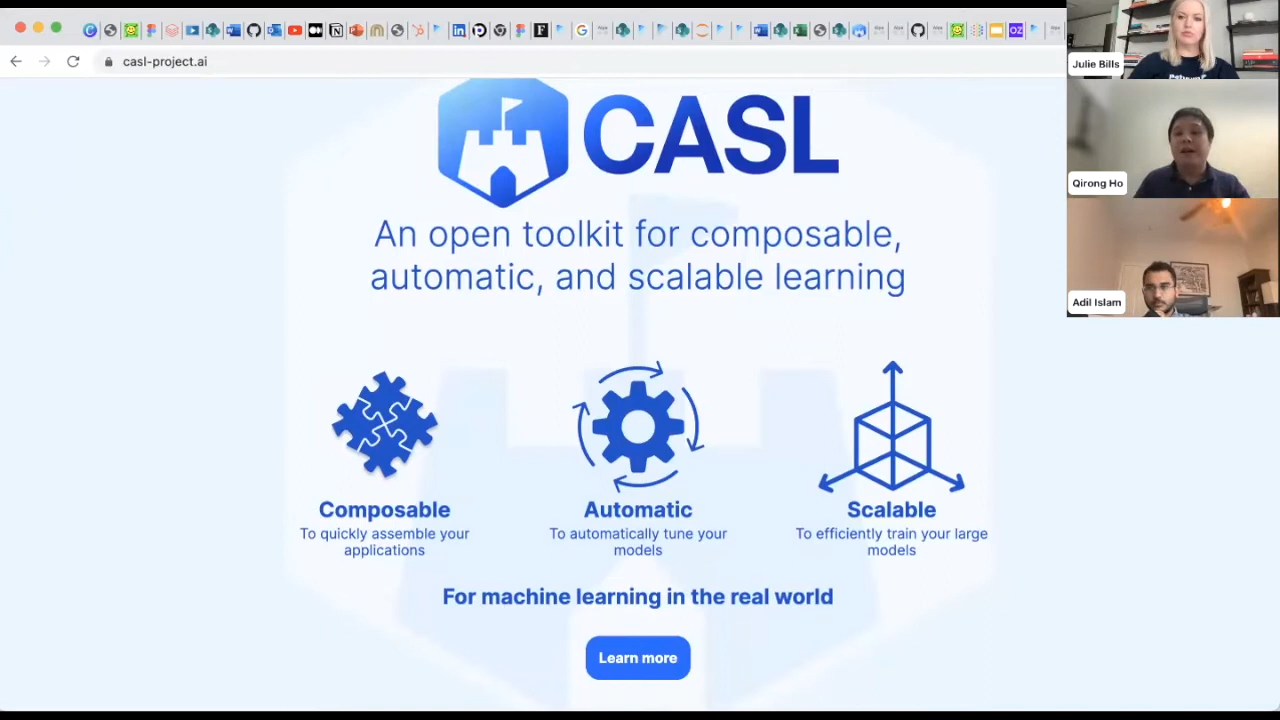 casl-project.ai
CASL
An open toolkit for composable,
automatic, and scalable learning
Composable
To quickly assemble your
applications
Automatic
To automatically tune your
models
Scalable
To efficiently train your large
models
For machine learning in the real world
Learn more
Julie Bills
Qirong Ho
Adil Islam